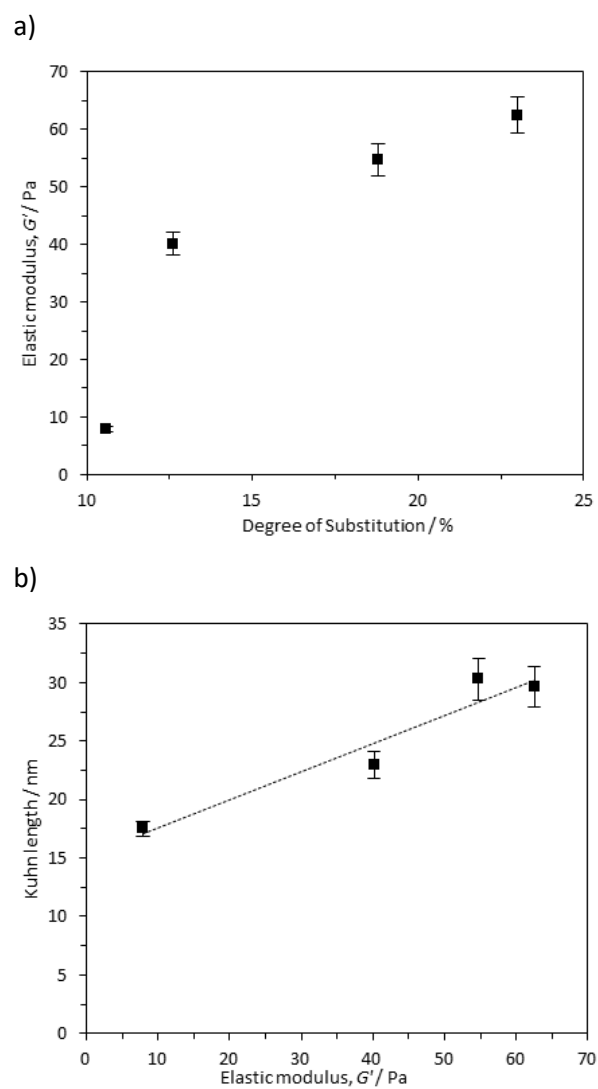 a)
70
60
50
40
30
20
10
0
Elastic modulus, G'/ Pa
10 15 20 25
Degree of Substitution / %
b)
35
30
25
20
15
10
5
0
Kuhn length / nm
0 10 20 30 40 50 60 70
Elastic modulus, G'/ Pa